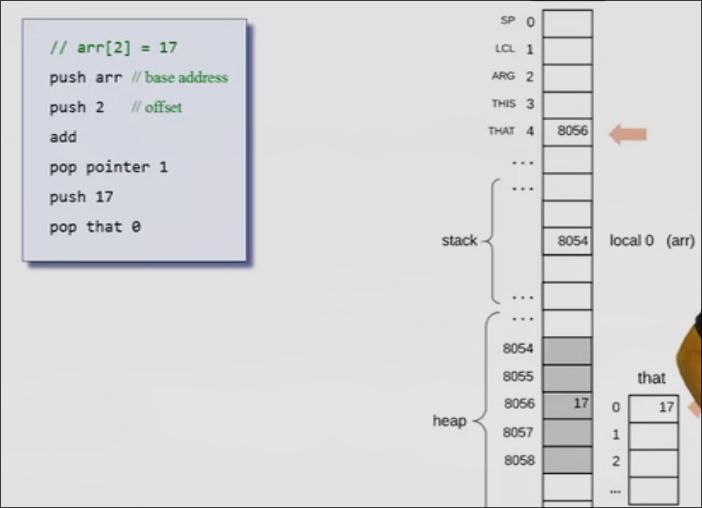 // arr[2] = 17
push arr // base address
push 2 // offset
add
pop pointer 1
push 17
pop that 0
SP 0
LCL 1
ARG 2
THIS 3
THAT 4 8056
...
...
stack
8054 local 0 (arr)
...
...
8054
8055
8056 17
8057
8058
heap
that
0 17
1
2
...